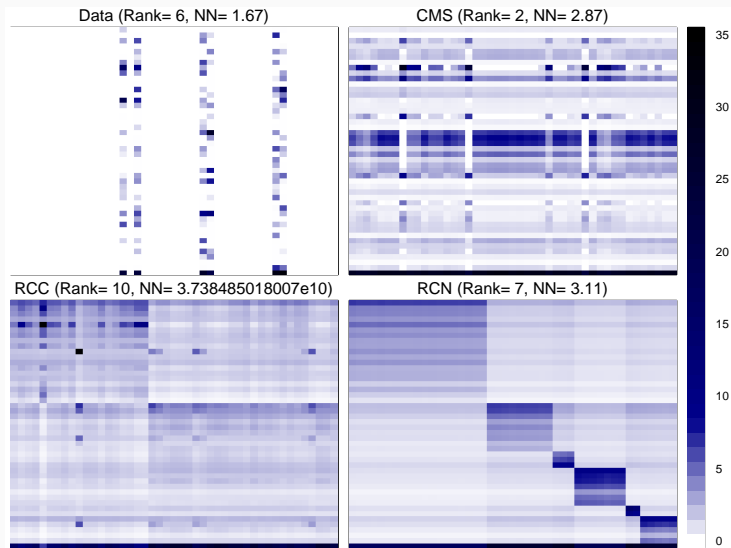 Data (Rank= 6, NN= 1.67)
CMS (Rank= 2, NN= 2.87)
RCC (Rank= 10, NN= 3.738485018007e10)
RCN (Rank= 7, NN= 3.11)
35
30
25
20
15
10
5
0